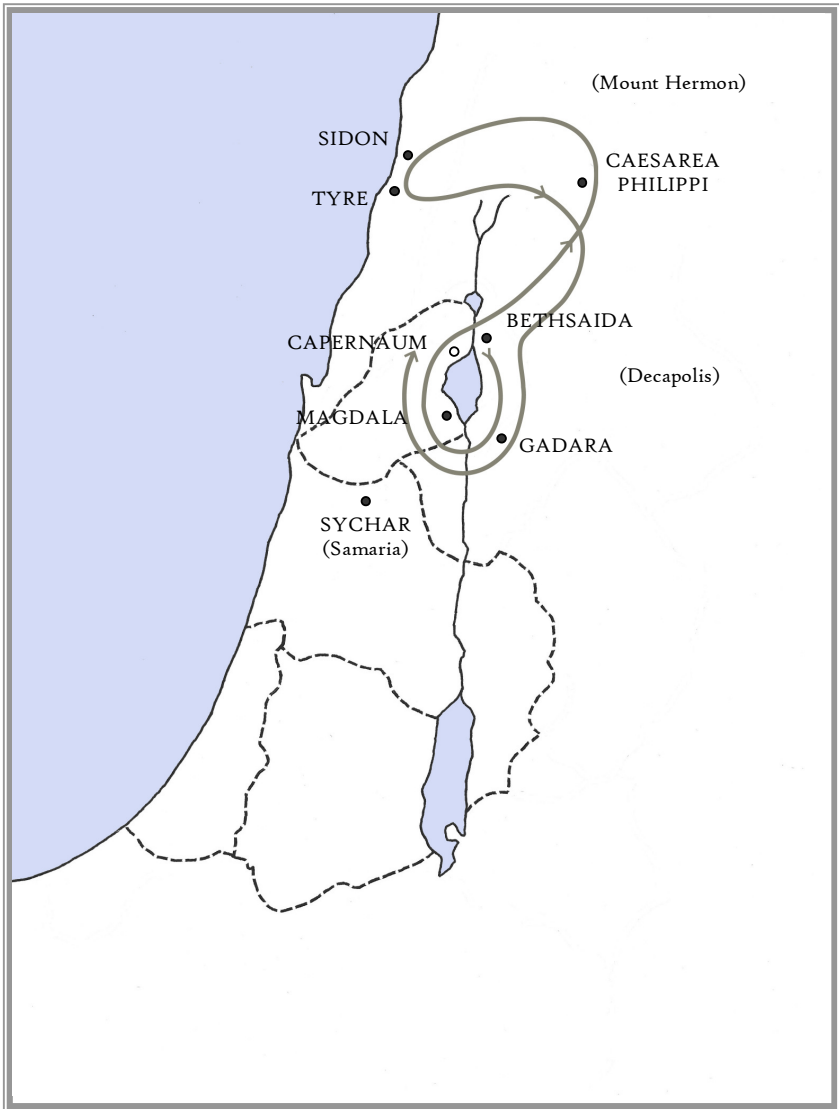 (Mount Hermon)
SIDON
CAESAREA
PHILIPPI
TYRE
BETHSAIDA
CAPERNAUM
(Decapolis)
MAGDALA
GADARA
SYCHAR
(Samaria)